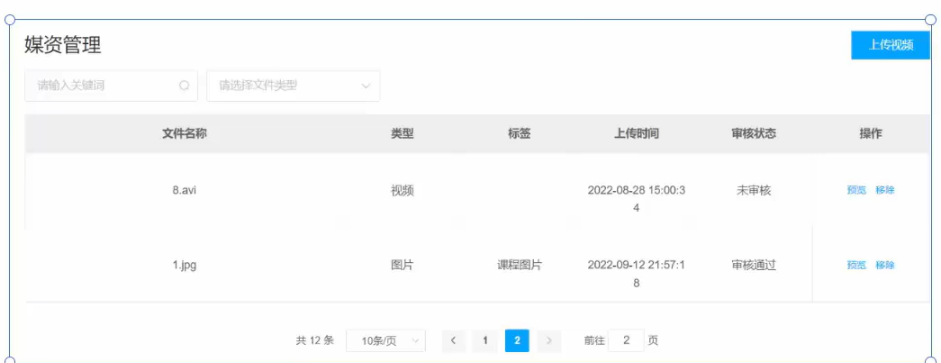 媒资管理
上传视频
请输入关键词
请选择文件类型
文件名称 类型 标签 上传时间 审核状态 操作
8.avi 视频 2022-08-28 15:00:3 未审核 预览 移除
4
1.jpg 图片 课程图片 2022-09-12 21:57:1 审核通过 预览 移除
8
共 12 条 10条/页 < 1 2 > 前往 2 页